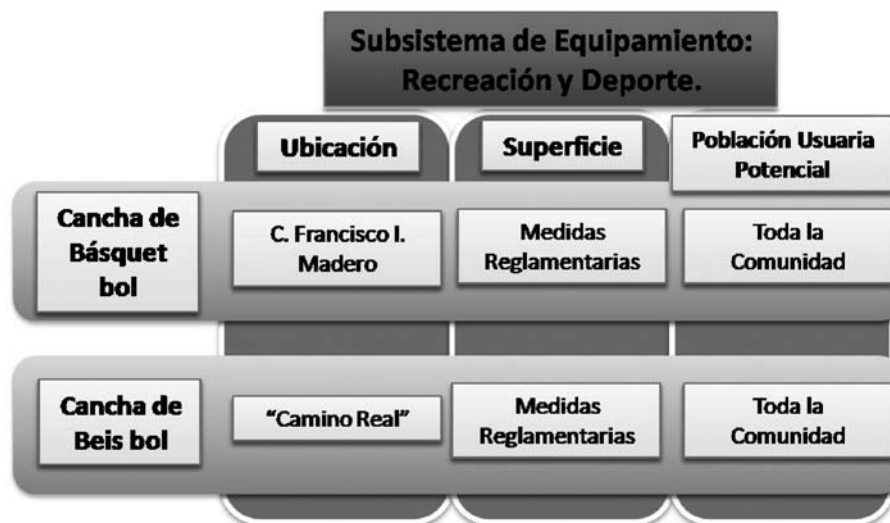 Subsistema de Equipamiento:
Recreación y Deporte.
Ubicación
Superficie
Población Usuaria
Potencial
Cancha de
Básquet
bol
C. Francisco I.
Madero
Medidas
Reglamentarias
Toda la
Comunidad
Cancha de
Beis bol
“Camino Real”
Medidas
Reglamentarias
Toda la
Comunidad